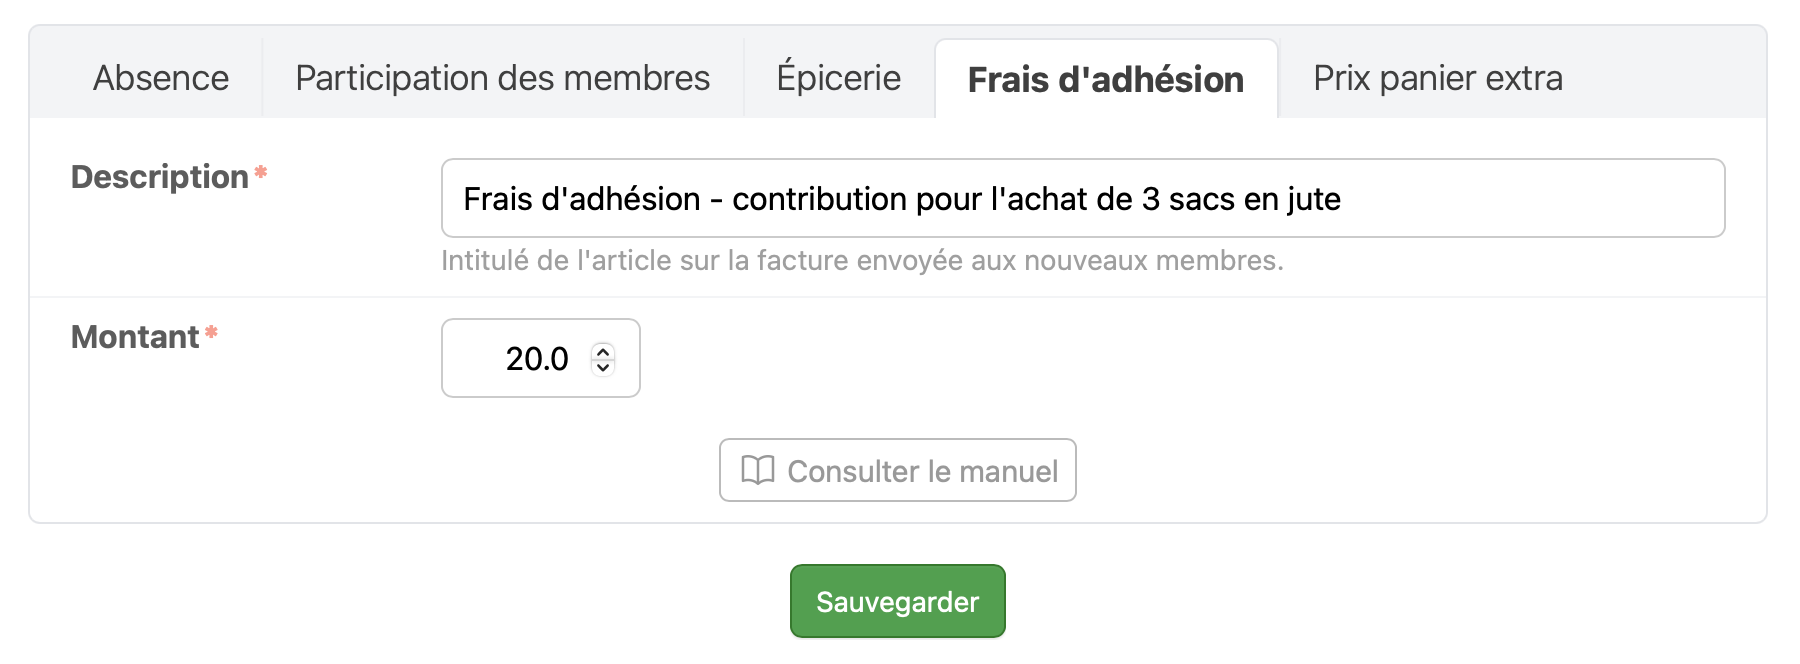 Absence
Participation des membres
Épicerie
Frais d'adhésion
Prix panier extra
Description*
Frais d'adhésion - contribution pour l'achat de 3 sacs en jute
Intitulé de l'article sur la facture envoyée aux nouveaux membres.
Montant*
20.0
Consulter le manuel
Sauvegarder